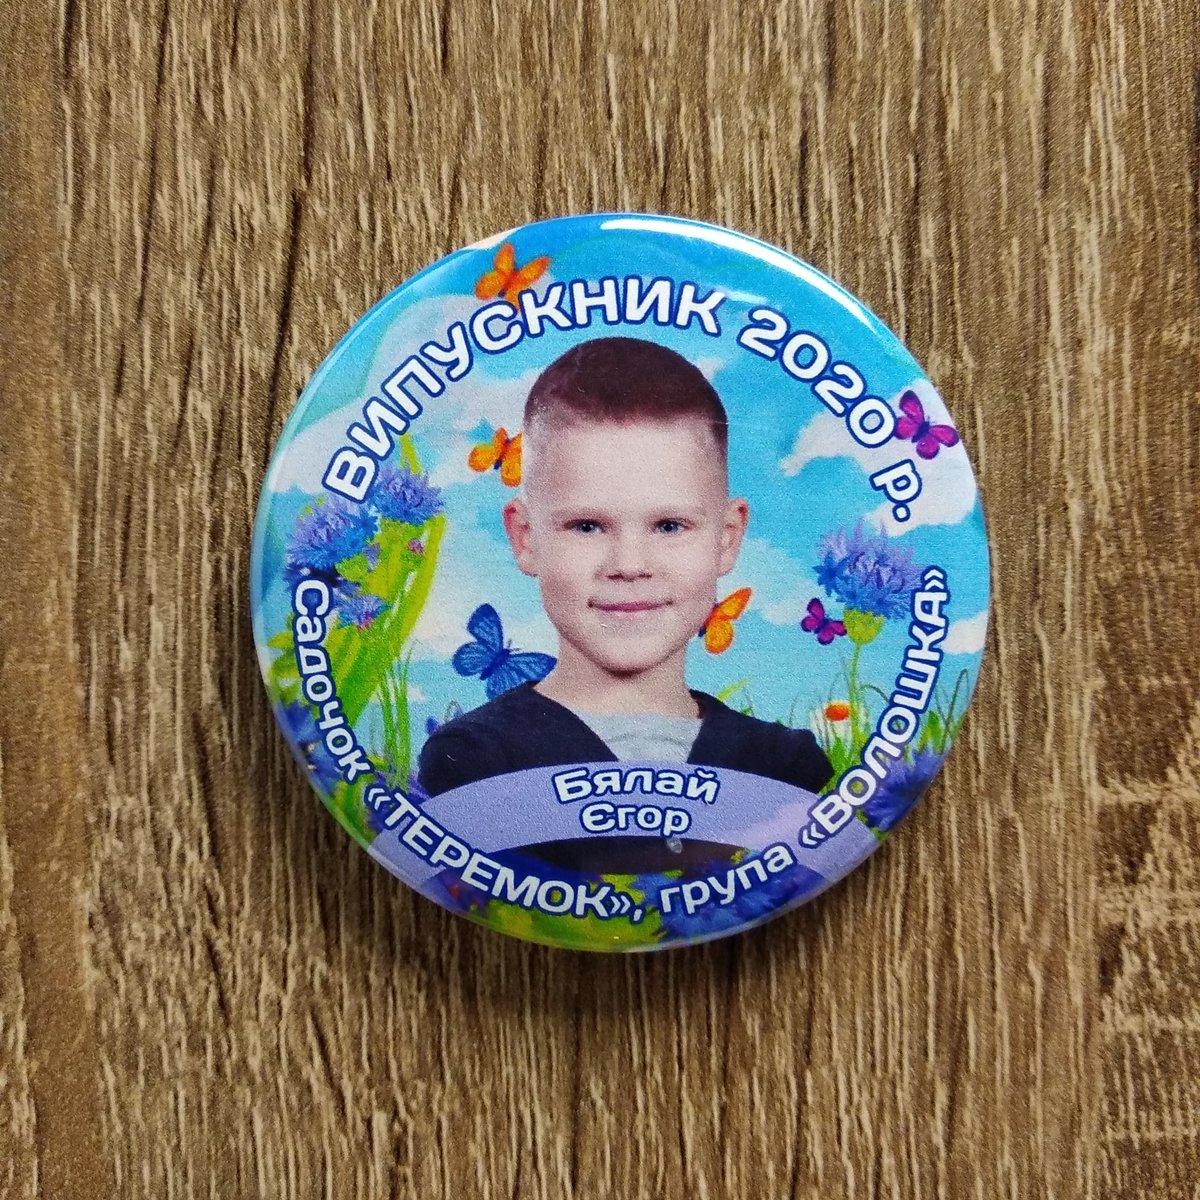 ВИПУСКНИК 2020 р.
Бялай
Єгор
Садочок «ТЕРЕМОК», група «ВОЛОШКА»